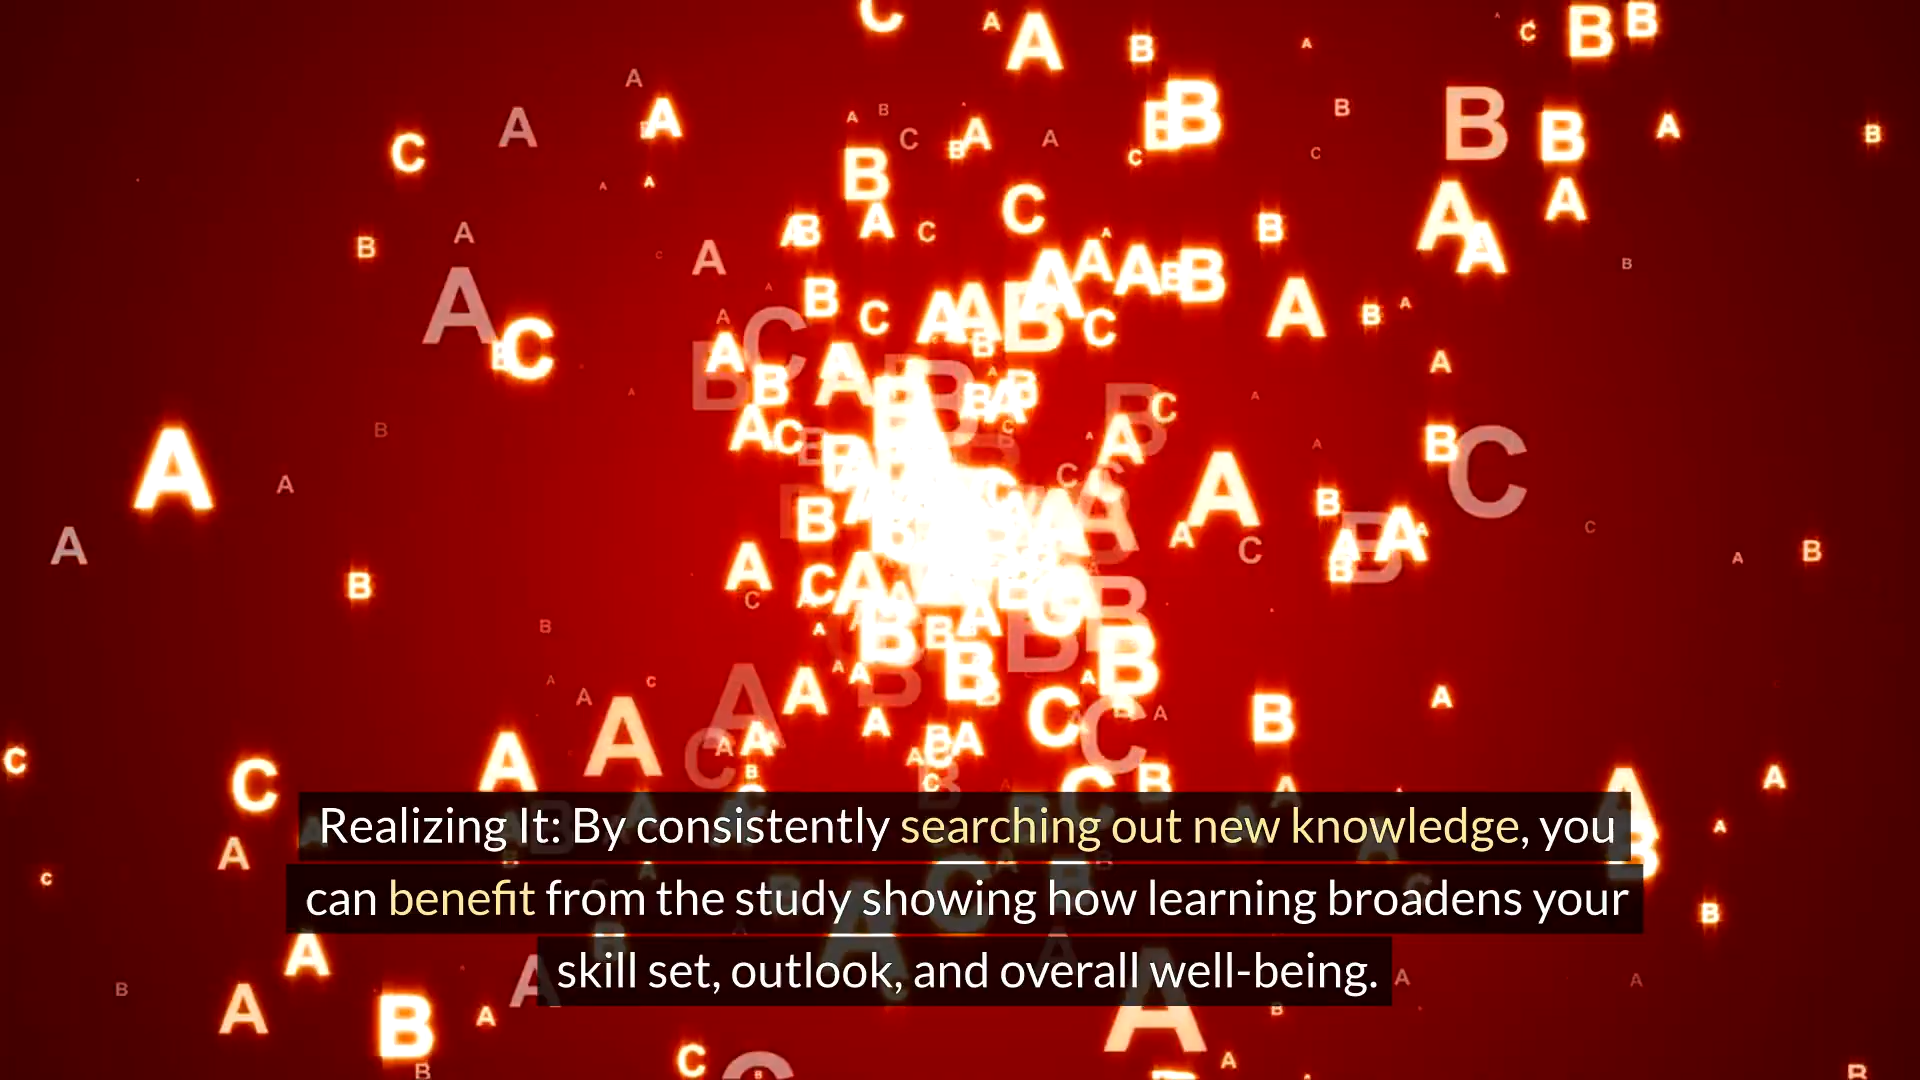 Realizing It: By consistently searching out new knowledge, you
can benefit from the study showing how learning broadens your
skill set, outlook, and overall well-being.